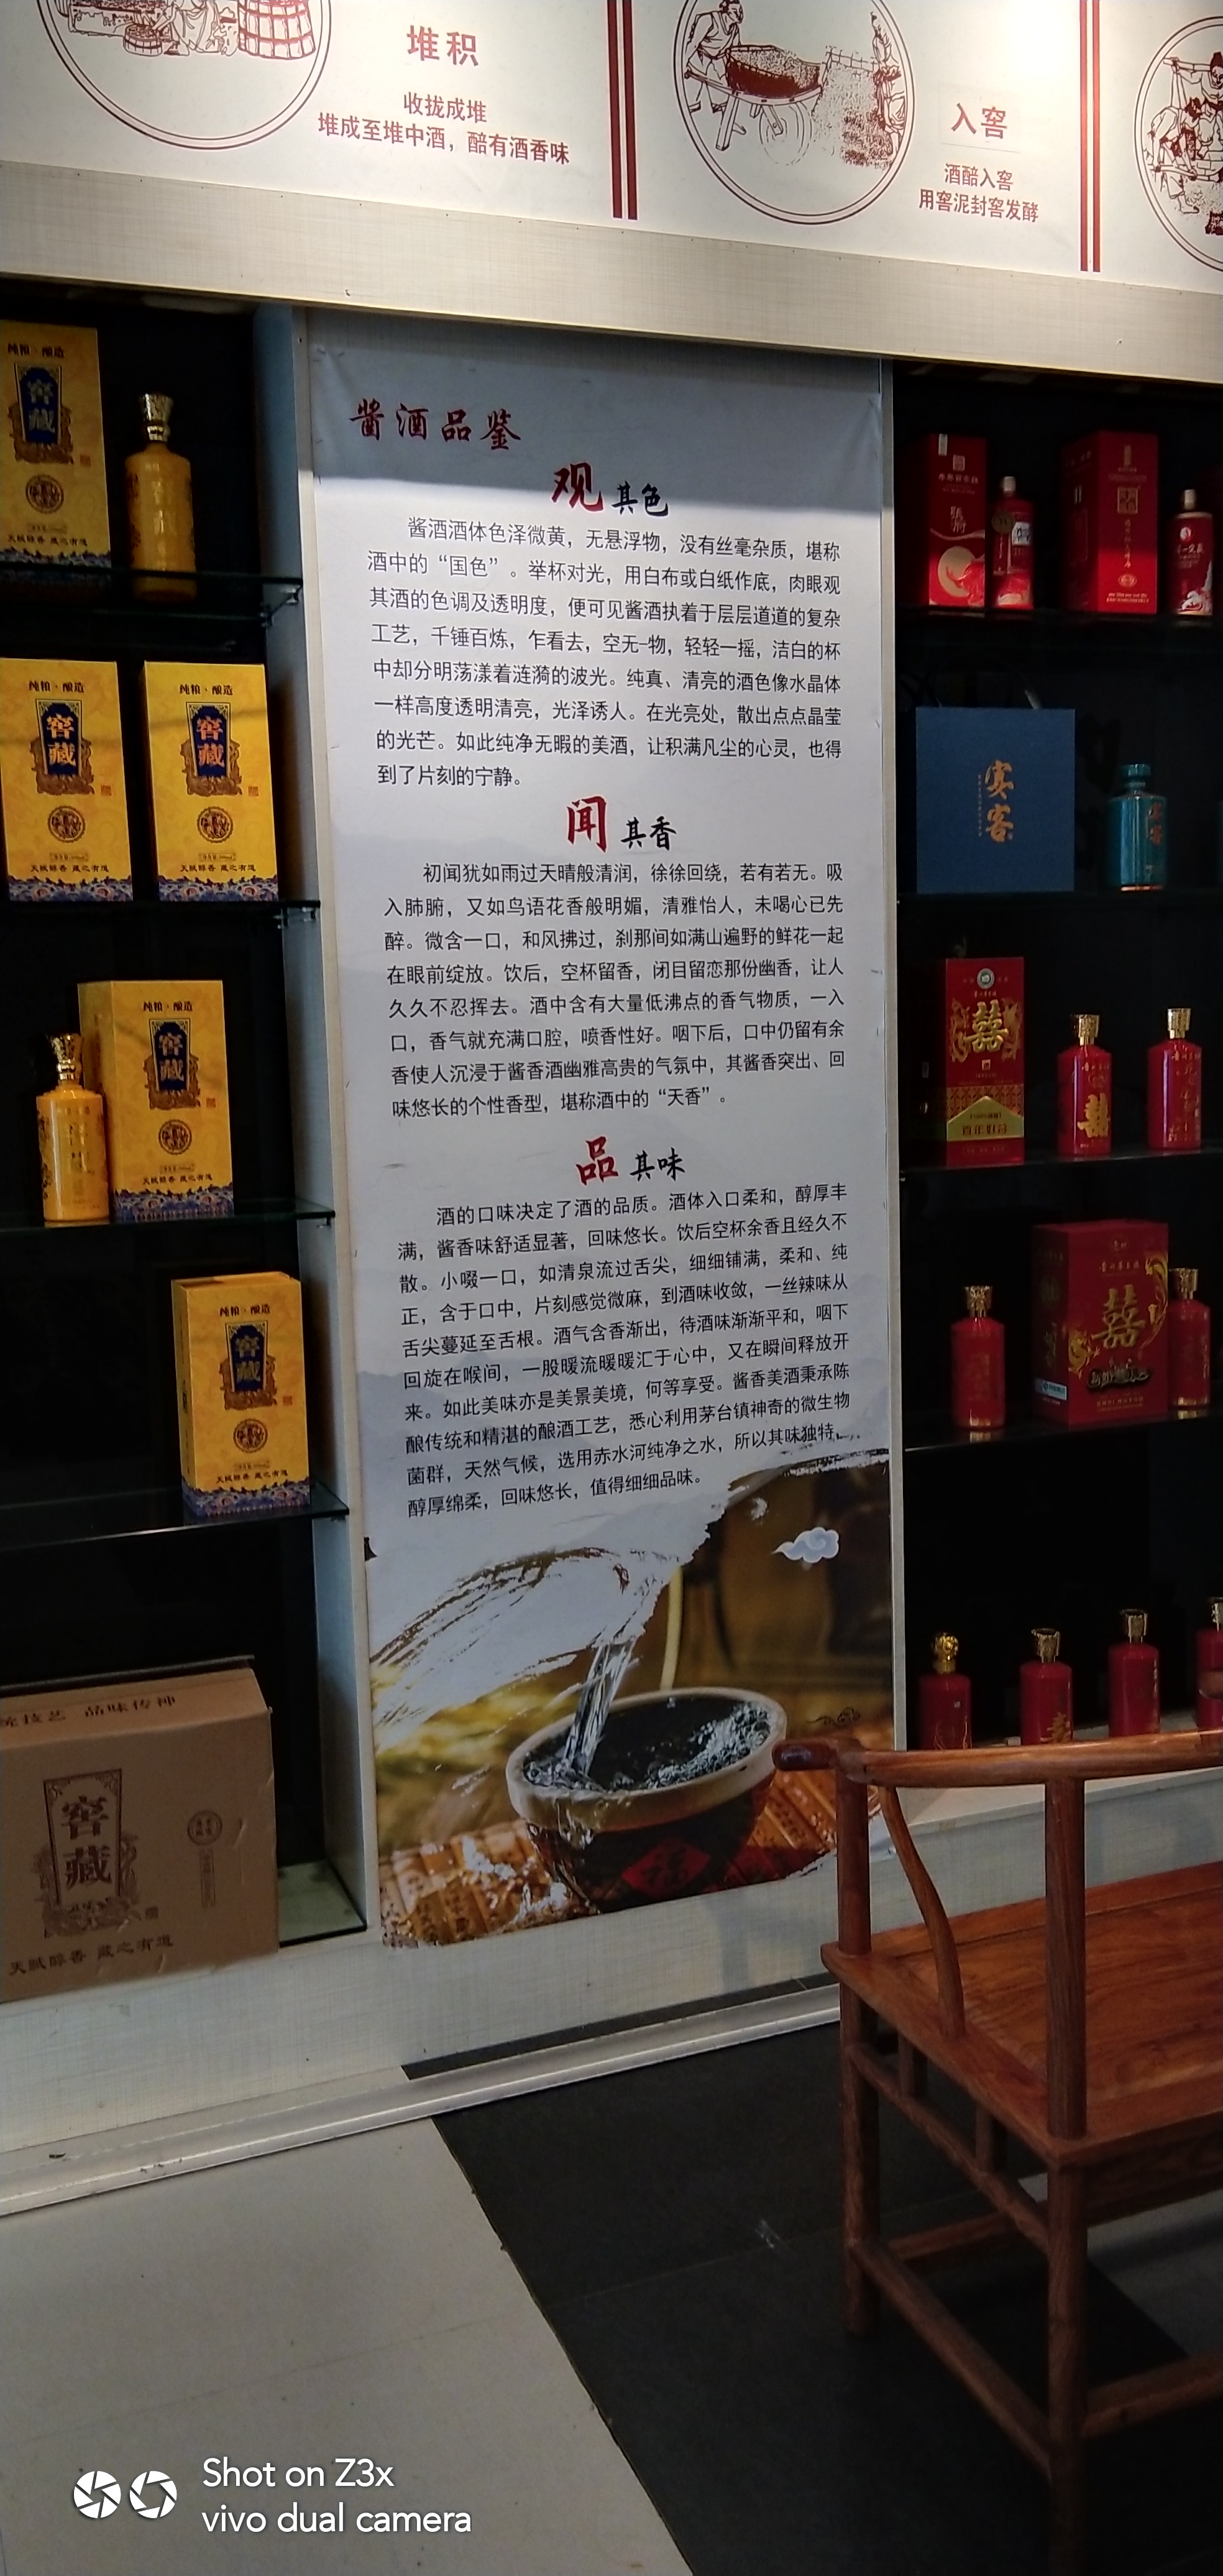 堆积
收拢成堆
堆成至堆中酒，醅有酒香味
入窖
酒醅入窖
用窖泥封窖发酵
酱酒品鉴
观其色
酱酒酒体色泽微黄，无悬浮物，没有丝毫杂质，堪称
酒中的“国色”。举杯对光，用白布或白纸作底，肉眼观
其酒的色调及透明度，便可见酱酒执着于层层道道的复杂
工艺，千锤百炼，乍看去，空无一物，轻轻一摇，洁白的杯
中却分明荡漾着涟漪的波光。纯真、清亮的酒色像水晶体
一样高度透明清亮，光泽诱人。在光亮处，散出点点晶莹
的光芒。如此纯净无暇的美酒，让积满凡尘的心灵，也得
到了片刻的宁静。
闻其香
初闻犹如雨过天晴般清润，徐徐回绕，若有若无。吸
入肺腑，又如鸟语花香般明媚，清雅怡人，未喝心已先
醉。微含一口，和风拂过，刹那间如满山遍野的鲜花一起
在眼前绽放。饮后，空杯留香，闭目留恋那份幽香，让人
久久不忍挥去。酒中含有大量低沸点的香气物质，一入
口，香气就充满口腔，喷香性好。咽下后，口中仍留有余
香使人沉浸于酱香酒幽雅高贵的气氛中，其酱香突出、回
味悠长的个性香型，堪称酒中的“天香”。
品其味
酒的口味决定了酒的品质。酒体入口柔和，醇厚丰
满，酱香味舒适显著，回味悠长。饮后空杯余香且经久不
散。小啜一口，如清泉流过舌尖，细细铺满，柔和、纯
正，含于口中，片刻感觉微麻，到酒味收敛，一丝辣味从
舌尖蔓延至舌根。酒气含香渐出，待酒味渐渐平和，咽下
回旋在喉间，一股暖流暖暖汇于心中，又在瞬间释放开
来。如此美味亦是美景美境，何等享受。酱香美酒秉承陈
酿传统和精湛的酿酒工艺，悉心利用茅台镇神奇的微生物
菌群，天然气候，选用赤水河纯净之水，所以其味独特，
醇厚绵柔，回味悠长，值得细细品味。
纯粮·酿造
窖藏
天赋醇香 藏之有道
纯粮·酿造
窖藏
天赋醇香 藏之有道
纯粮·酿造
窖藏
天赋醇香 藏之有道
纯粮·酿造
窖藏
天赋醇香 藏之有道
纯粮·酿造
窖藏
天赋醇香 藏之有道
统技艺 品味传神
窖藏
天赋醇香 藏之有道
宾客
囍
百年好合
囍
囍
福
Shot on Z3x
vivo dual camera